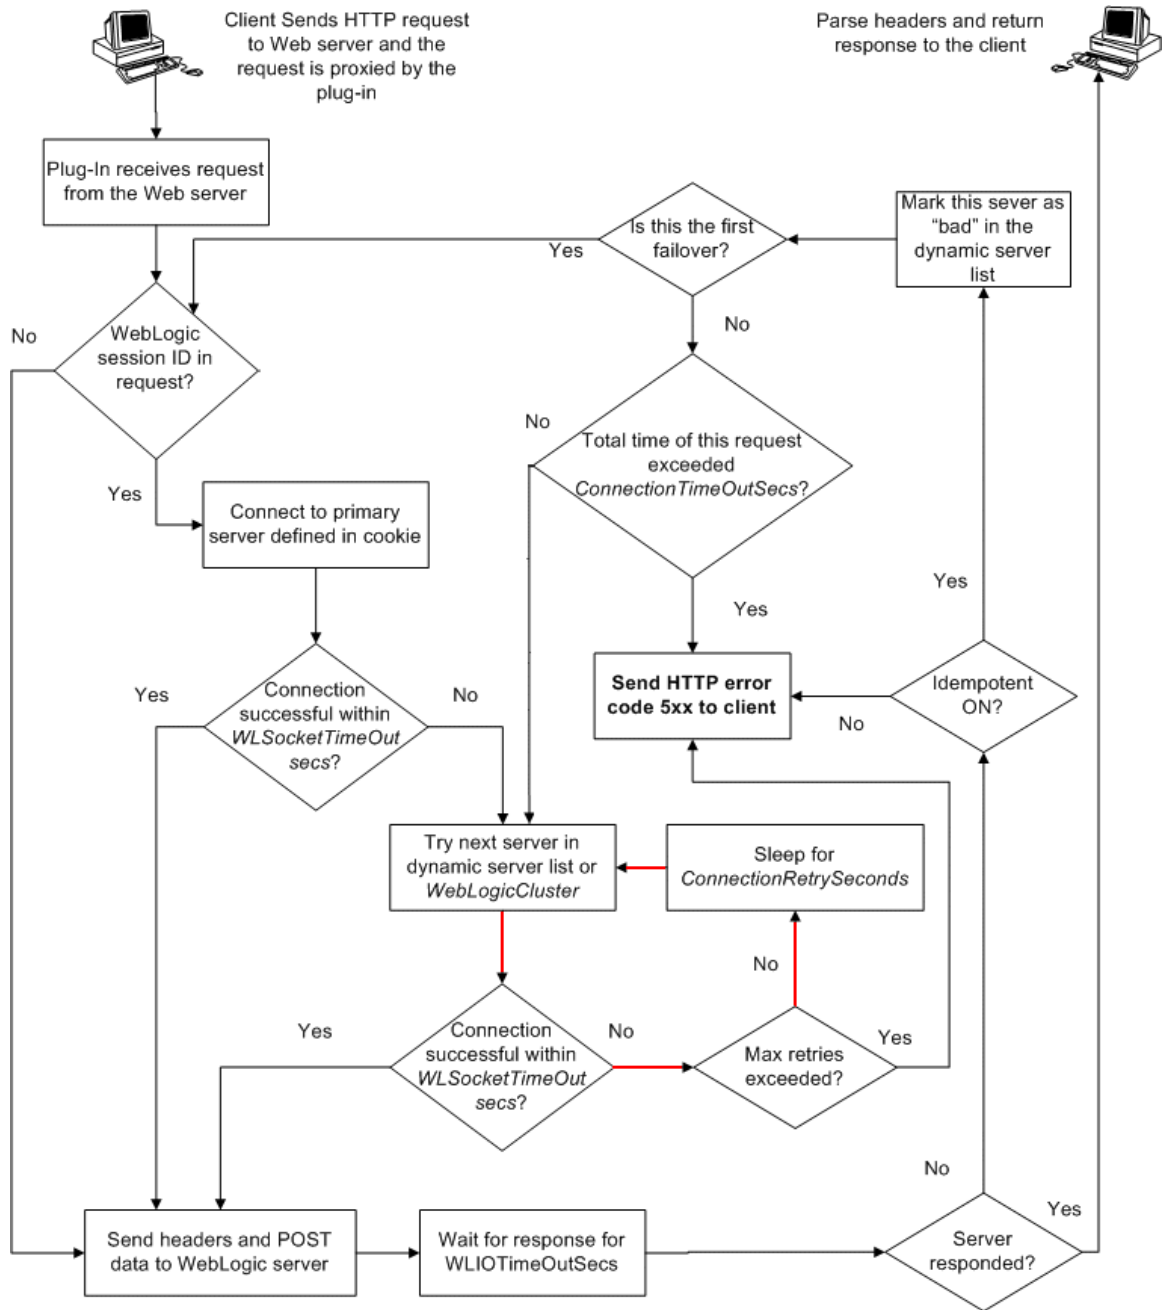 Client Sends HTTP request
to Web server and the
request is proxied by the
plug-in
Parse headers and return
response to the client
Plug-In receives request
from the Web server
Is this the first
failover?
Mark this sever as
“bad” in the
dynamic server
list
Yes
No
No
WebLogic
session ID in
request?
No
Total time of this request
exceeded
ConnectionTimeOutSecs?
Yes
Connect to primary
server defined in cookie
Yes
Yes
Yes
Connection
successful within
WLSocketTimeOut
secs?
No
Send HTTP error
code 5xx to client
No
Idempotent
ON?
Try next server in
dynamic server list or
WebLogicCluster
Sleep for
ConnectionRetrySeconds
No
Yes
Connection
successful within
WLSocketTimeOut
secs?
No
Max retries
exceeded?
Yes
No
Yes
Send headers and POST
data to WebLogic server
Wait for response for
WLIOTimeOutSecs
Server
responded?